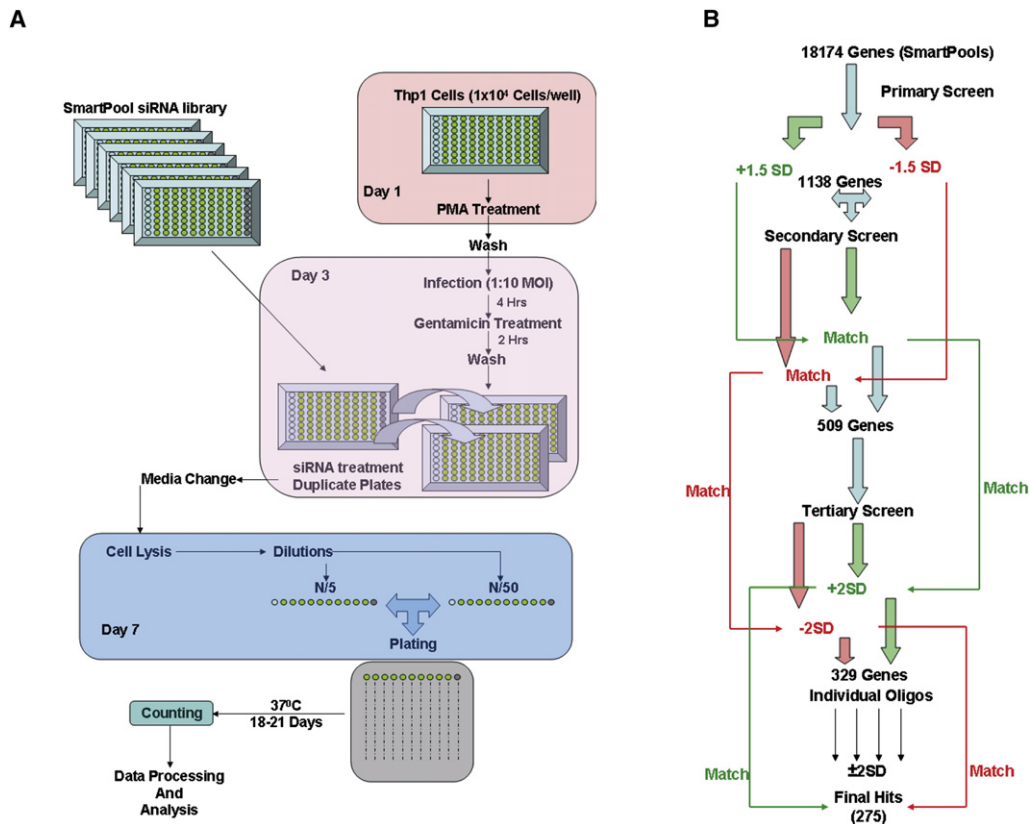 A
SmartPool siRNA library
Thp1 Cells (1x10⁴ Cells/well)
Day 1
PMA Treatment
Wash
Day 3
Infection (1:10 MOI)
4 Hrs
Gentamicin Treatment
2 Hrs
Wash
siRNA treatment
Duplicate Plates
Media Change
Cell Lysis
Dilutions
N/5
N/50
Day 7
Plating
37⁰C
18-21 Days
Counting
Data Processing
And
Analysis
B
18174 Genes (SmartPools)
Primary Screen
+1.5 SD
-1.5 SD
1138 Genes
Secondary Screen
Match
Match
509 Genes
Match
Match
Tertiary Screen
+2SD
-2SD
329 Genes
Individual Oligos
±2SD
Match
Match
Final Hits
(275)